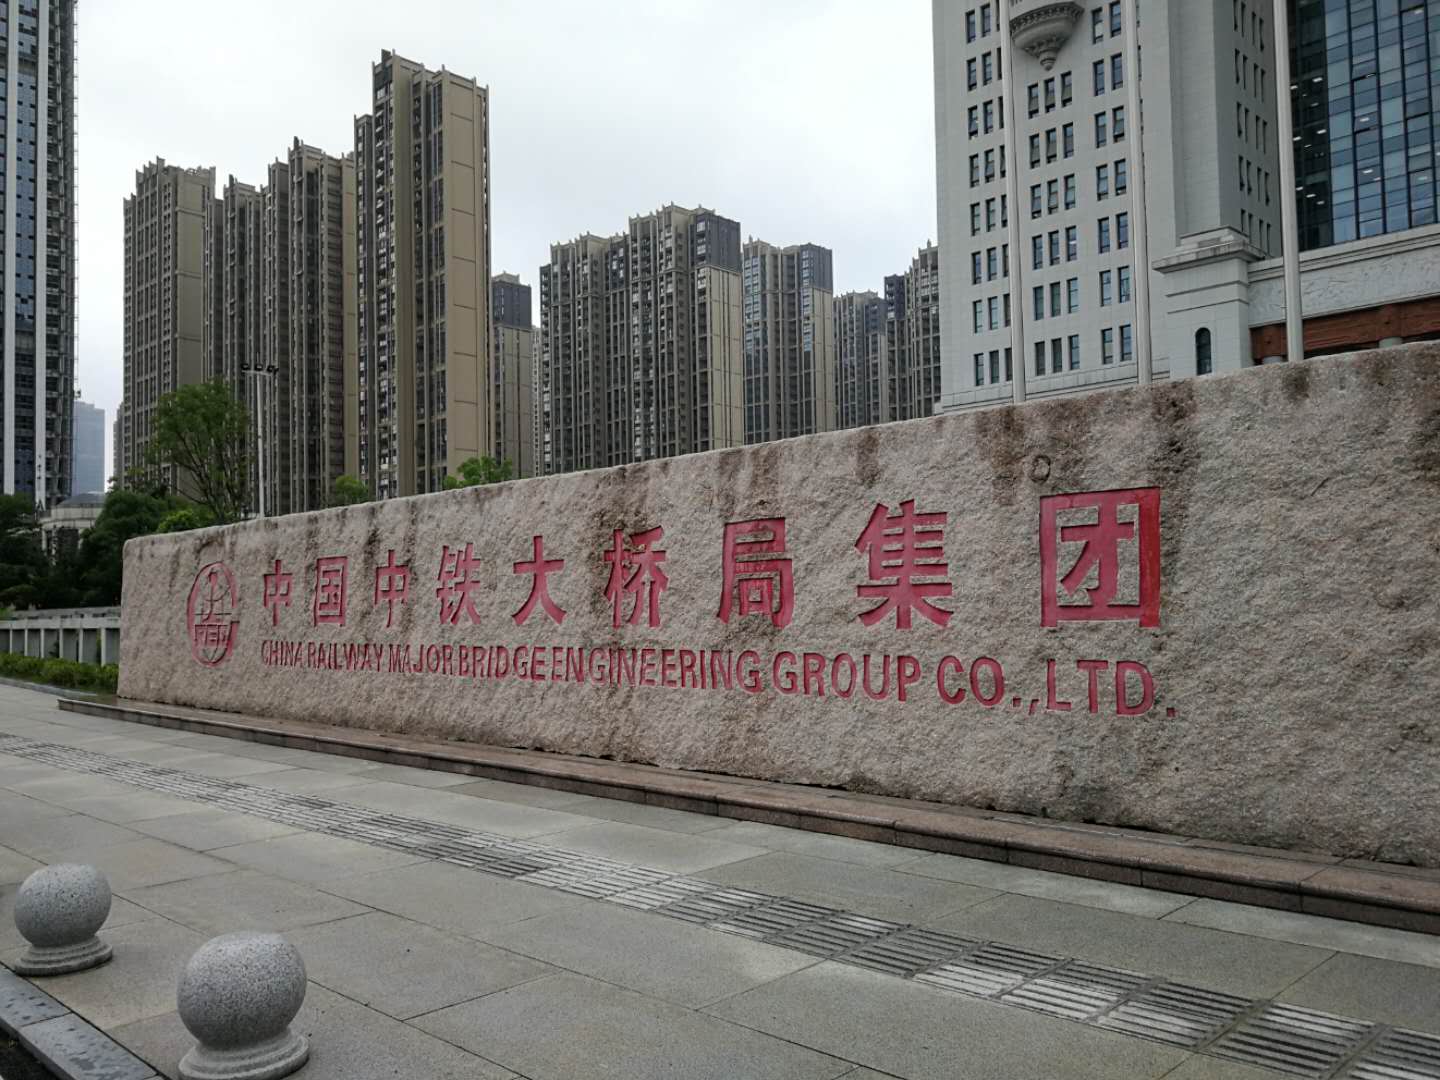 中国中铁大桥局集团
CHINA RAILWAY MAJOR BRIDGE ENGINEERING GROUP CO.,LTD.